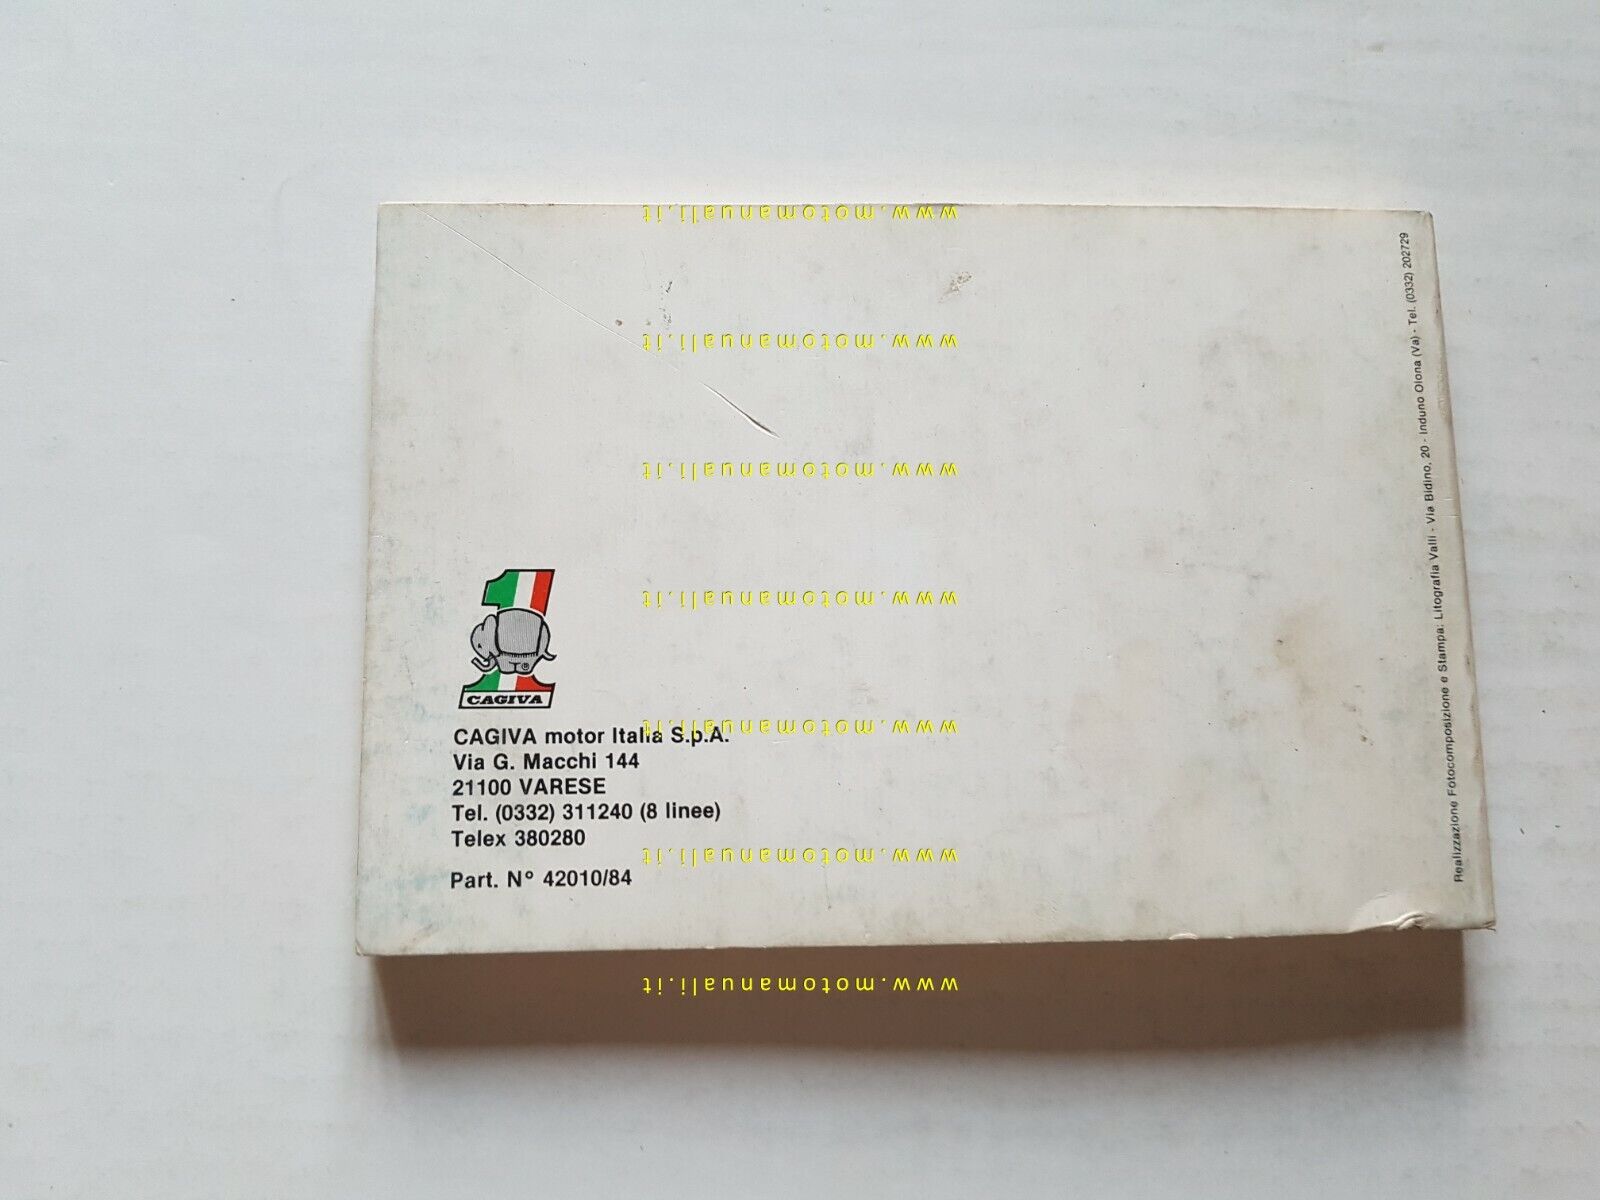 www.motomanuali.it
www.motomanuali.it
www.motomanuali.it
www.motomanuali.it
CAGIVA
www.motomanuali.it
CAGIVA motor Italia S.p.A.
Via G. Macchi 144
21100 VARESE
Tel. (0332) 311240 (8 linee)
Telex 380280
www.motomanuali.it
Part. N° 42010/84
www.motomanuali.it
Realizzazione Fotocomposizione e Stampa: Litografia Valli - Via Bidino, 20 - Induno Olona (Va) - Tel. (0332) 202729